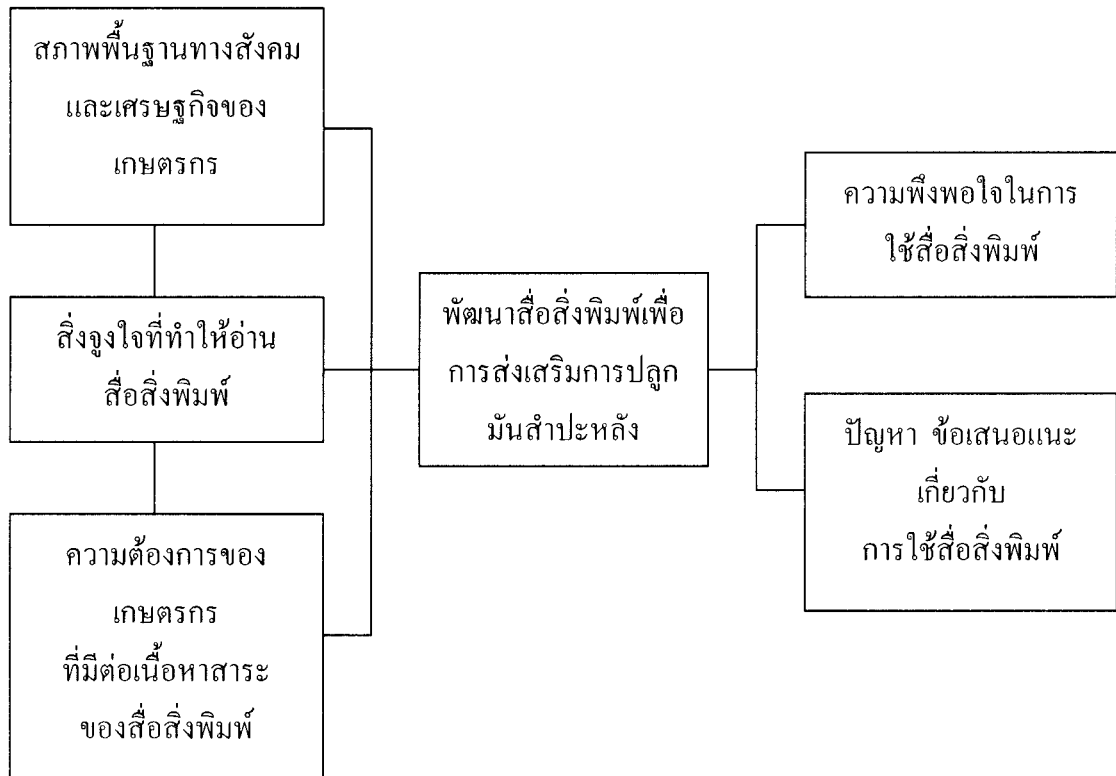 สภาพพื้นฐานทางสังคม
และเศรษฐกิจของ
เกษตรกร
สิ่งจูงใจที่ทำให้อ่าน
สื่อสิ่งพิมพ์
ความต้องการของ
เกษตรกร
ที่มีต่อเนื้อหาสาระ
ของสื่อสิ่งพิมพ์
พัฒนาสื่อสิ่งพิมพ์เพื่อ
การส่งเสริมการปลูก
มันสำปะหลัง
ความพึงพอใจในการ
ใช้สื่อสิ่งพิมพ์
ปัญหา ข้อเสนอแนะ
เกี่ยวกับ
การใช้สื่อสิ่งพิมพ์